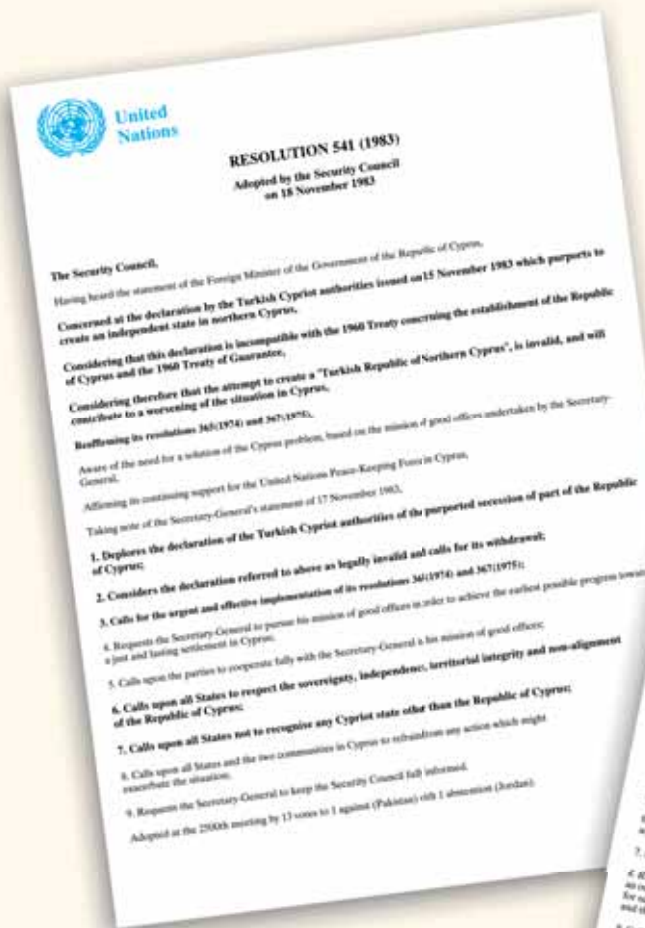 United
Nations
RESOLUTION 541 (1983)
Adopted by the Security Council
on 18 November 1983
The Security Council,
Having heard the statement of the Foreign Minister of the Government of the Republic of Cyprus,
Concerned at the declaration by the Turkish Cypriot authorities issued on15 November 1983 which purports to
create an independent state in northern Cyprus,
Considering that this declaration is incompatible with the 1960 Treaty concerning the establishment of the Republic
of Cyprus and the 1960 Treaty of Guarantee,
Considering therefore that the attempt to create a "Turkish Republic of Northern Cyprus", is invalid, and will
contribute to a worsening of the situation in Cyprus,
Reaffirming its resolutions 365(1974) and 367(1975),
Aware of the need for a solution of the Cyprus problem, based on the mission of good offices undertaken by the Secretary-
General,
Affirming its continuing support for the United Nations Peace-Keeping Force in Cyprus,
Taking note of the Secretary-General's statement of 17 November 1983,
1. Deplores the declaration of the Turkish Cypriot authorities of the purported secession of part of the Republic
of Cyprus;
2. Considers the declaration referred to above as legally invalid and calls for its withdrawal;
3. Calls for the urgent and effective implementation of its resolutions 365(1974) and 367(1975);
4. Requests the Secretary-General to pursue his mission of good offices in order to achieve the earliest possible progress towar
a just and lasting settlement in Cyprus;
5. Calls upon the parties to cooperate fully with the Secretary-General in his mission of good offices;
6. Calls upon all States to respect the sovereignty, independence, territorial integrity and non-alignment
of the Republic of Cyprus;
7. Calls upon all States not to recognise any Cypriot state other than the Republic of Cyprus;
8. Calls upon all States and the two communities in Cyprus to refrain from any action which might
exacerbate the situation;
9. Requests the Secretary-General to keep the Security Council fully informed.
Adopted at the 2500th meeting by 13 votes to 1 against (Pakistan) with 1 abstention (Jordan).
7.